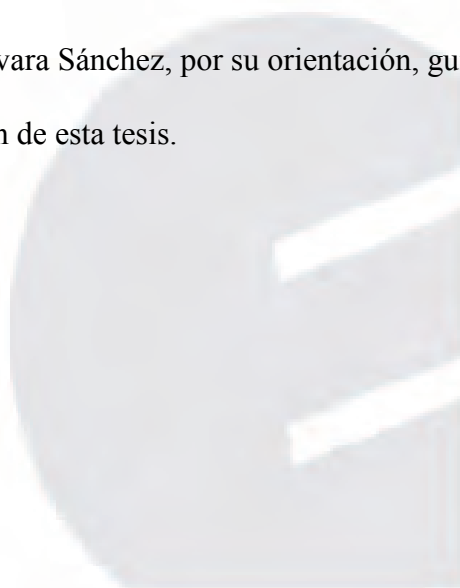 vara Sánchez, por su orientación, gu
n de esta tesis.